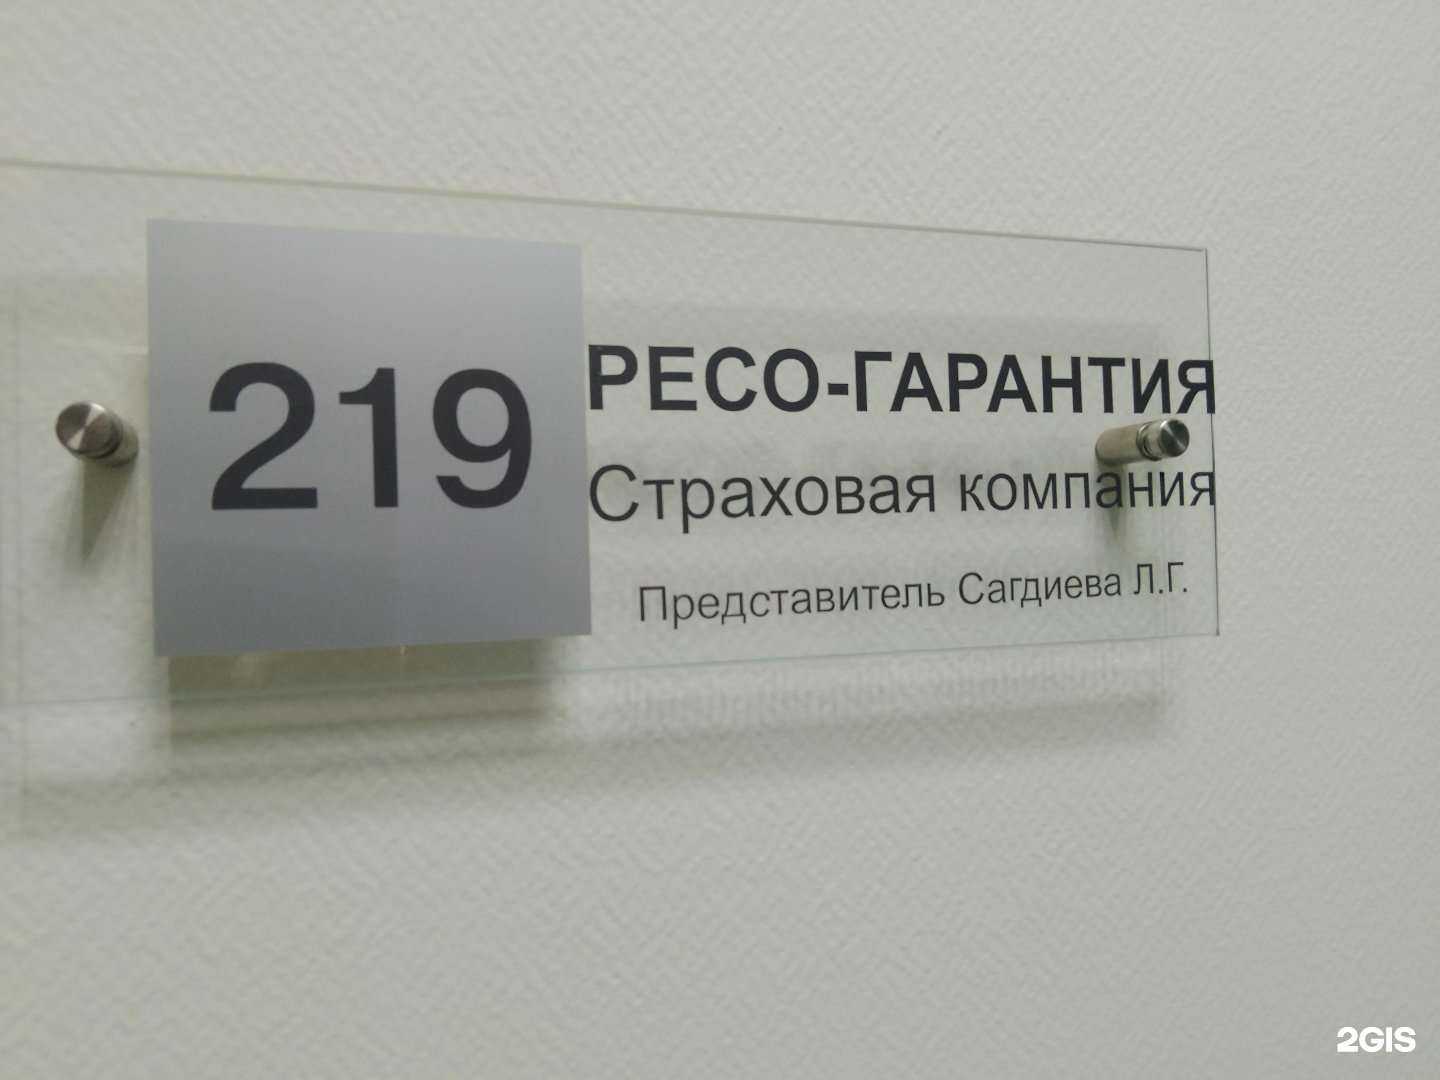 219
РЕСО-ГАРАНТИЯ
Страховая компания
Представитель Сагдиева Л.Г.
2GIS